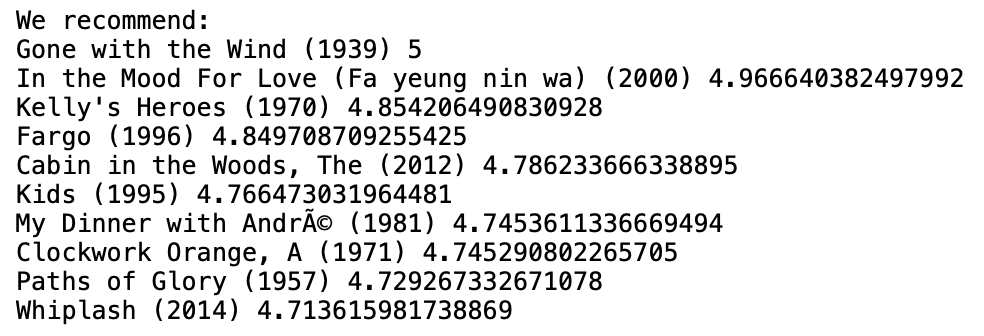 We recommend:
Gone with the Wind (1939) 5
In the Mood For Love (Fa yeung nin wa) (2000) 4.966640382497992
Kelly's Heroes (1970) 4.854206490830928
Fargo (1996) 4.849708709255425
Cabin in the Woods, The (2012) 4.786233666338895
Kids (1995) 4.766473031964481
My Dinner with AndrÃ© (1981) 4.7453611336669494
Clockwork Orange, A (1971) 4.745290802265705
Paths of Glory (1957) 4.729267332671078
Whiplash (2014) 4.713615981738869